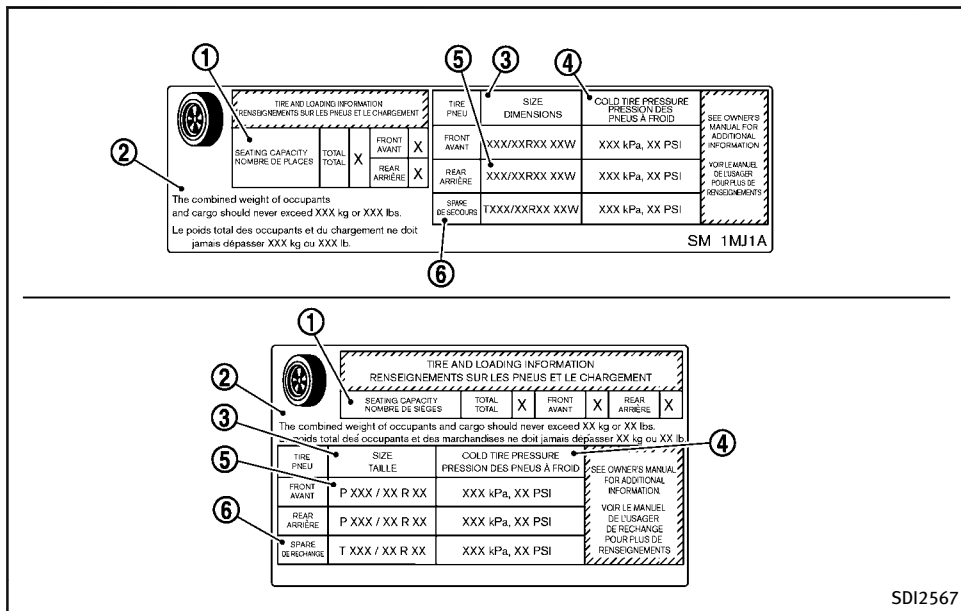 ① ⑤ ③ ④
TIRE AND LOADING INFORMATION
RENSEIGNEMENTS SUR LES PNEUS ET LE CHARGEMENT
SEATING CAPACITY
NOMBRE DE PLACES
TOTAL
TOTAL
X
FRONT
AVANT
X
REAR
ARRIÈRE
X
②
The combined weight of occupants
and cargo should never exceed XXX kg or XXX lbs.
Le poids total des occupants et du chargement ne doit
jamais dépasser XXX kg ou XXX lb.
TIRE
PNEU
SIZE
DIMENSIONS
COLD TIRE PRESSURE
PRESSION DES
PNEUS À FROID
FRONT
AVANT
XXX/XXRXX XXW
XXX kPa, XX PSI
REAR
ARRIÈRE
XXX/XXRXX XXW
XXX kPa, XX PSI
SPARE
DE SECOURS
TXXX/XXRXX XXW
XXX kPa, XX PSI
SEE OWNER'S
MANUAL FOR
ADDITIONAL
INFORMATION
VOIR LE MANUEL
DE L'USAGER
POUR PLUS DE
RENSEIGNEMENTS
SM 1MJ1A
⑥
①
TIRE AND LOADING INFORMATION
RENSEIGNEMENTS SUR LES PNEUS ET LE CHARGEMENT
SEATING CAPACITY
NOMBRE DE SIÈGES
TOTAL
TOTAL
X
FRONT
AVANT
X
REAR
ARRIÈRE
X
②
The combined weight of occupants and cargo should never exceed XX kg or XX lbs.
Le poids total des occupants et des marchandises ne doit jamais dépasser XX kg ou XX lb.
③
④
TIRE
PNEU
SIZE
TAILLE
COLD TIRE PRESSURE
PRESSION DES PNEUS À FROID
⑤
FRONT
AVANT
P XXX / XX R XX
XXX kPa, XX PSI
REAR
ARRIÈRE
P XXX / XX R XX
XXX kPa, XX PSI
⑥
SPARE
DE RECHANGE
T XXX / XX R XX
XXX kPa, XX PSI
SEE OWNER'S MANUAL
FOR ADDITIONAL
INFORMATION.
VOIR LE MANUEL
DE L'USAGER
DE RECHANGE
POUR PLUS DE
RENSEIGNEMENTS
SDI2567